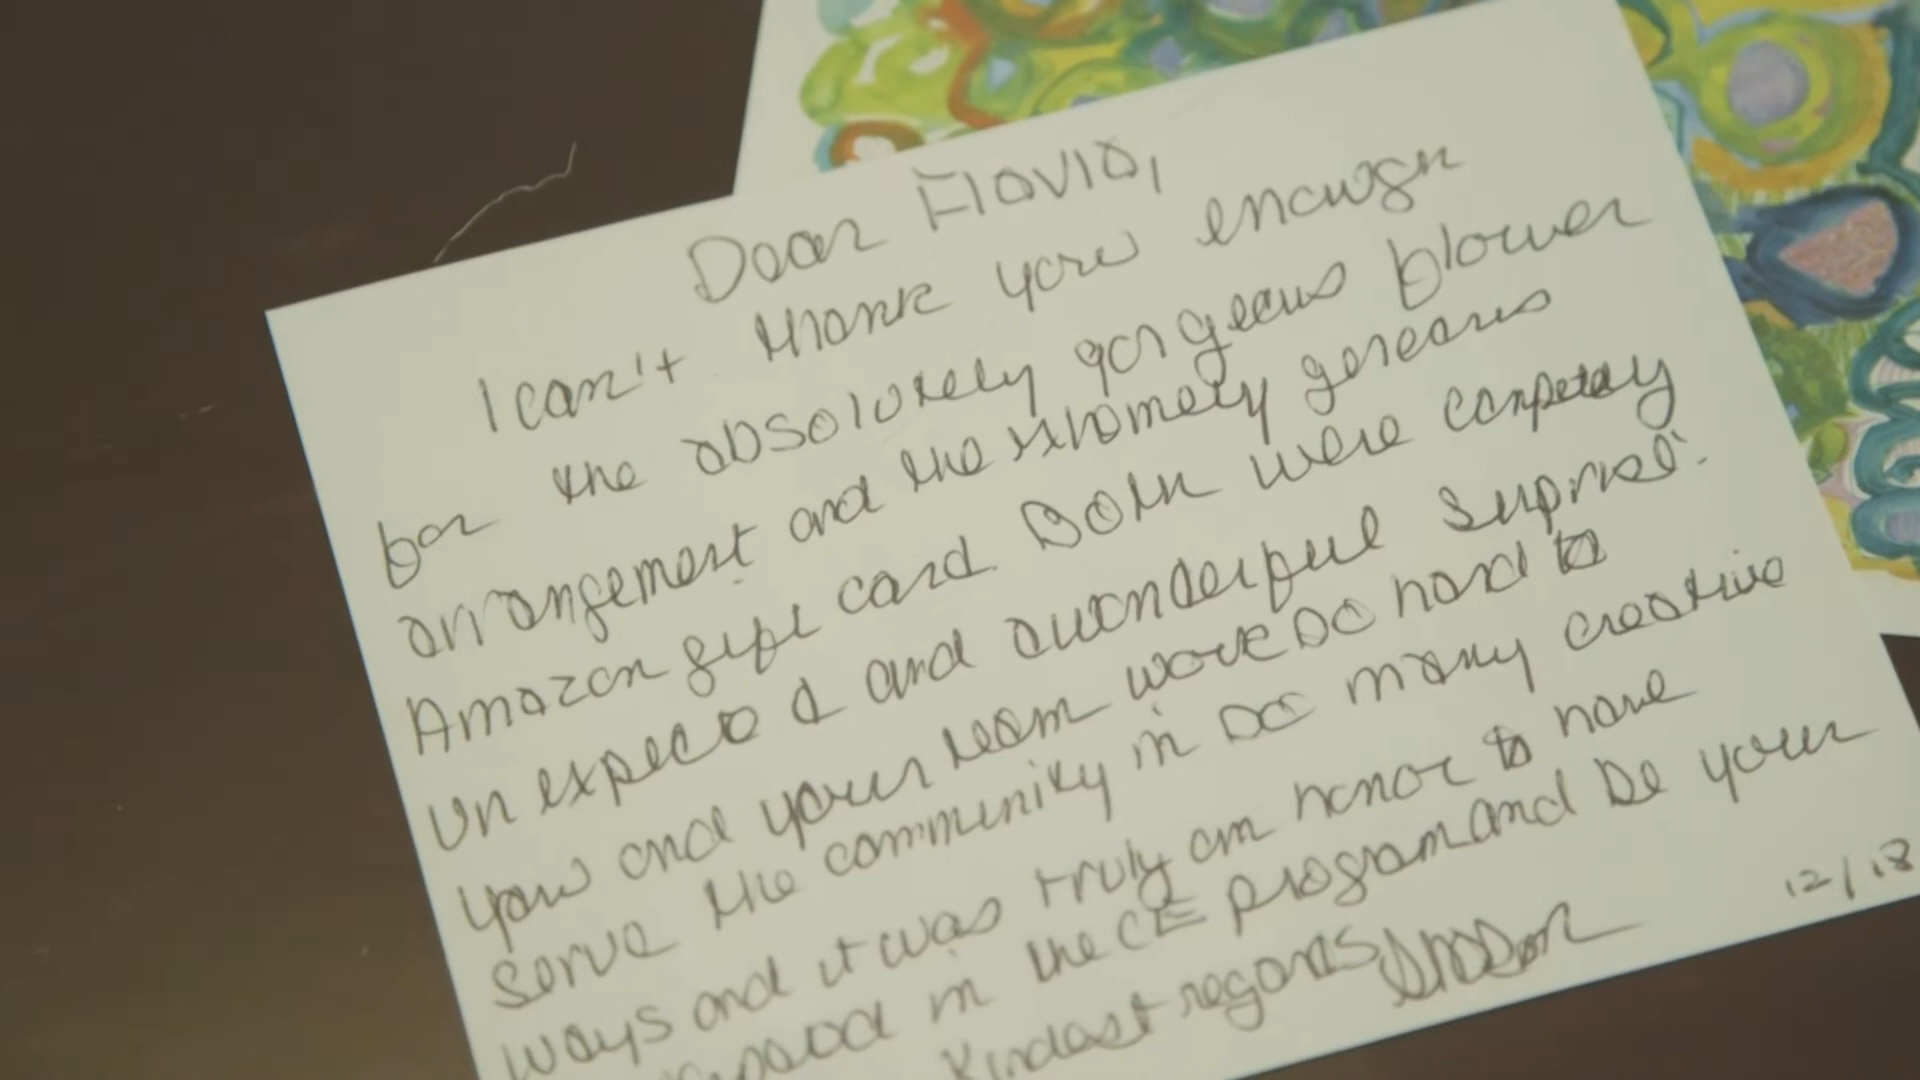 Dear Flavia,
I can't thank you enough
for the absolutely gorgeous flower
arrangement and the extremely generous
Amazon gift card. Both were completely
unexpected and wonderful suprise.
You and your team work so hard to
serve the community in so many creative
ways and it was truly an honor to have
in the CE program and be your
Kindest regards
12/18